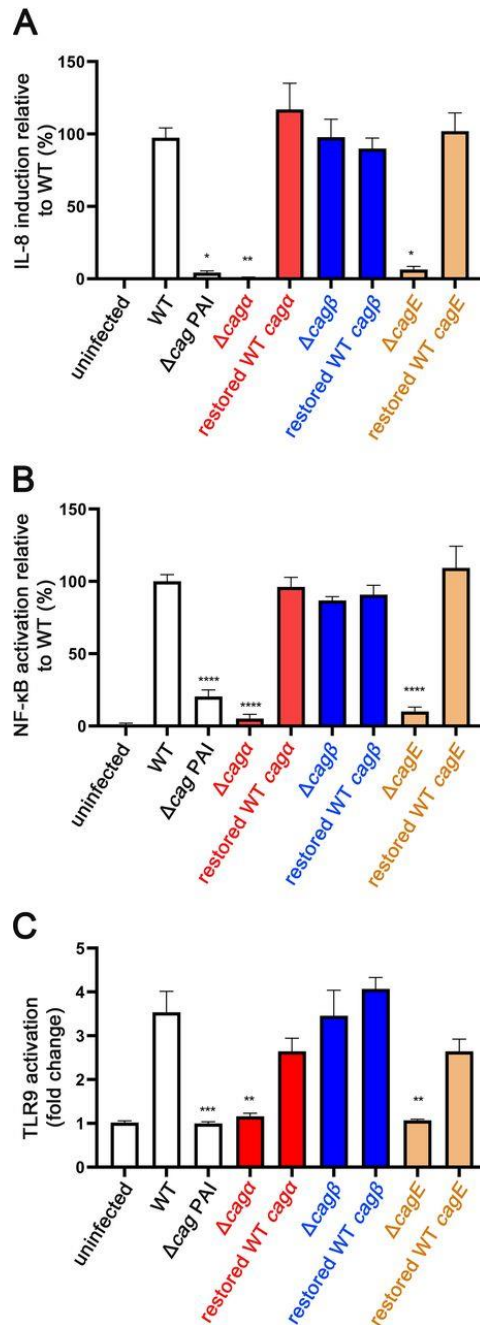 A
IL-8 induction relative
to WT (%)
150
100
50
0
*
**
*
uninfected
WT
Δcag PAI
Δcagα
restored WT cagα
Δcagβ
restored WT cagβ
ΔcagE
restored WT cagE
B
NF-κB activation relative
to WT (%)
150
100
50
0
****
****
****
uninfected
WT
Δcag PAI
Δcagα
restored WT cagα
Δcagβ
restored WT cagβ
ΔcagE
restored WT cagE
C
TLR9 activation
(fold change)
5
4
3
2
1
0
***
**
**
uninfected
WT
Δcag PAI
Δcagα
restored WT cagα
Δcagβ
restored WT cagβ
ΔcagE
restored WT cagE